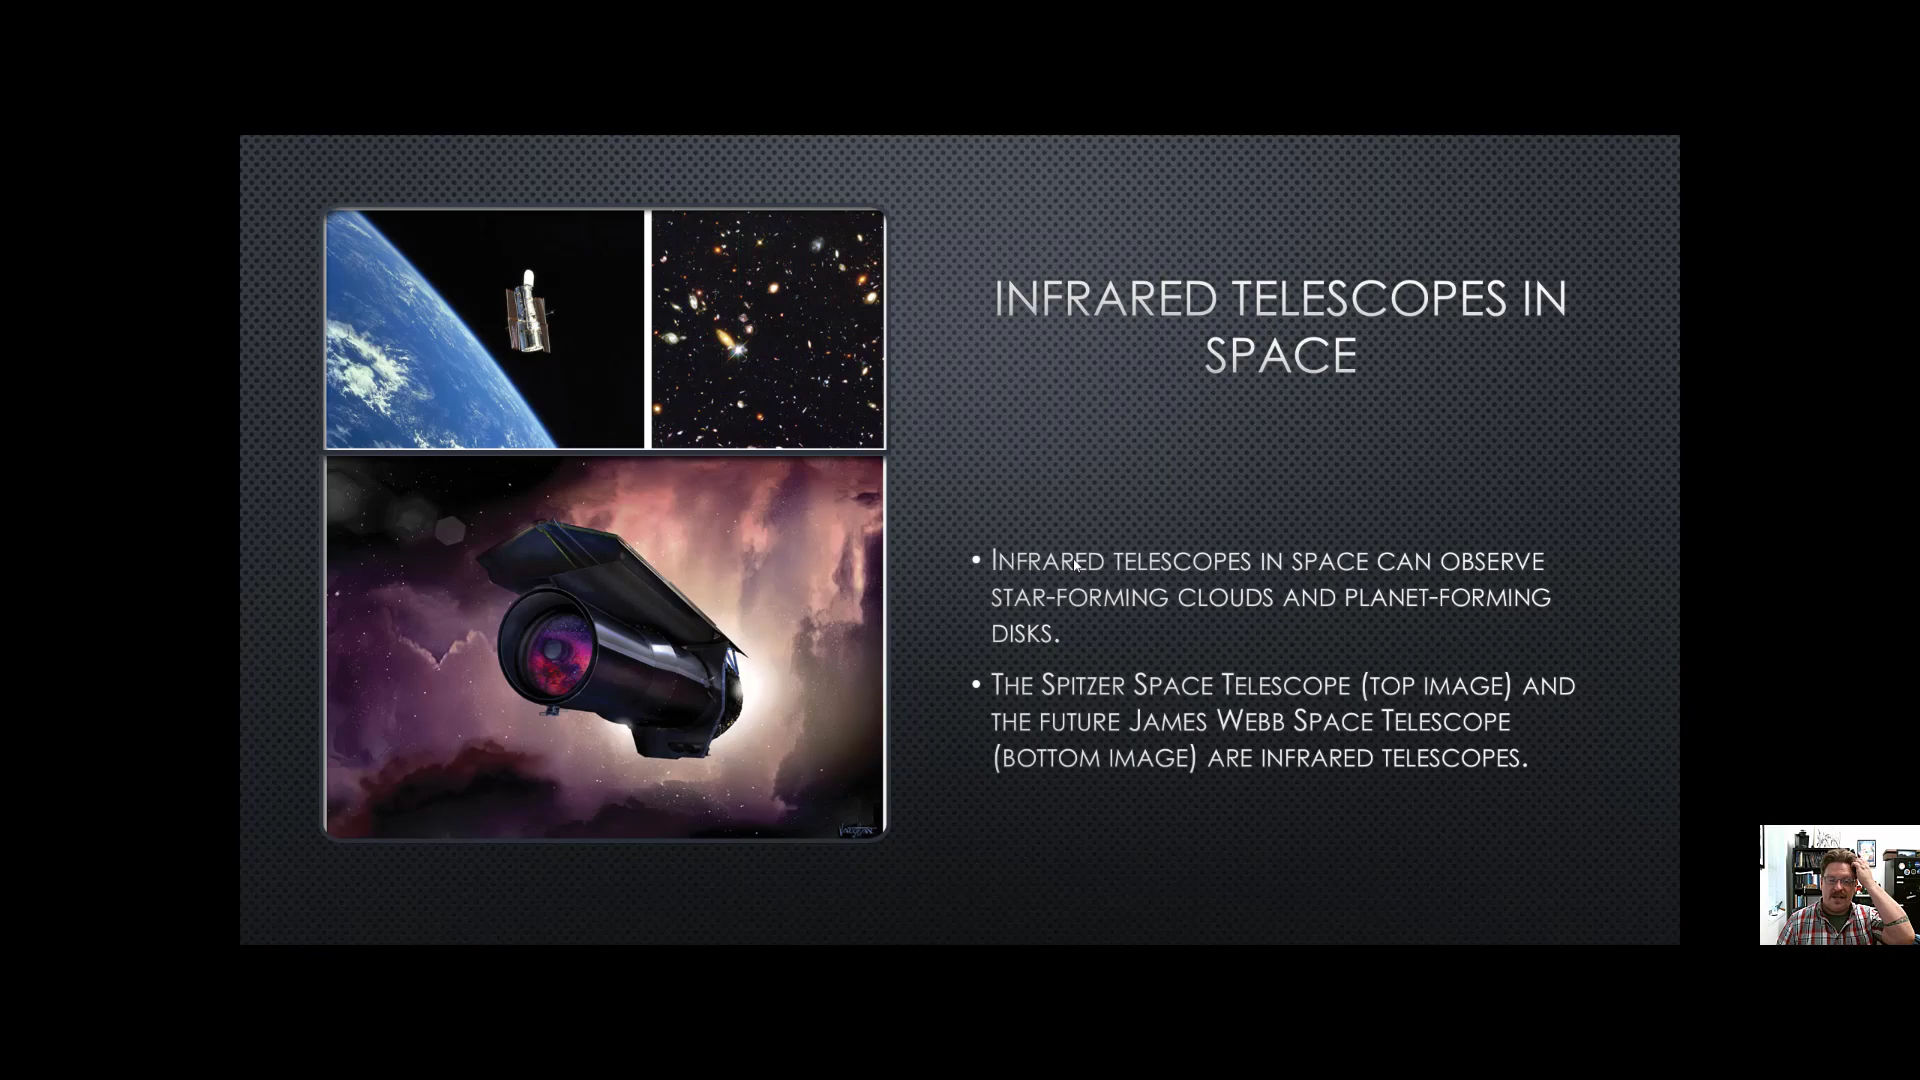 INFRARED TELESCOPES IN
SPACE
• INFRARED TELESCOPES IN SPACE CAN OBSERVE
STAR-FORMING CLOUDS AND PLANET-FORMING
DISKS.
• THE SPITZER SPACE TELESCOPE (TOP IMAGE) AND
THE FUTURE JAMES WEBB SPACE TELESCOPE
(BOTTOM IMAGE) ARE INFRARED TELESCOPES.